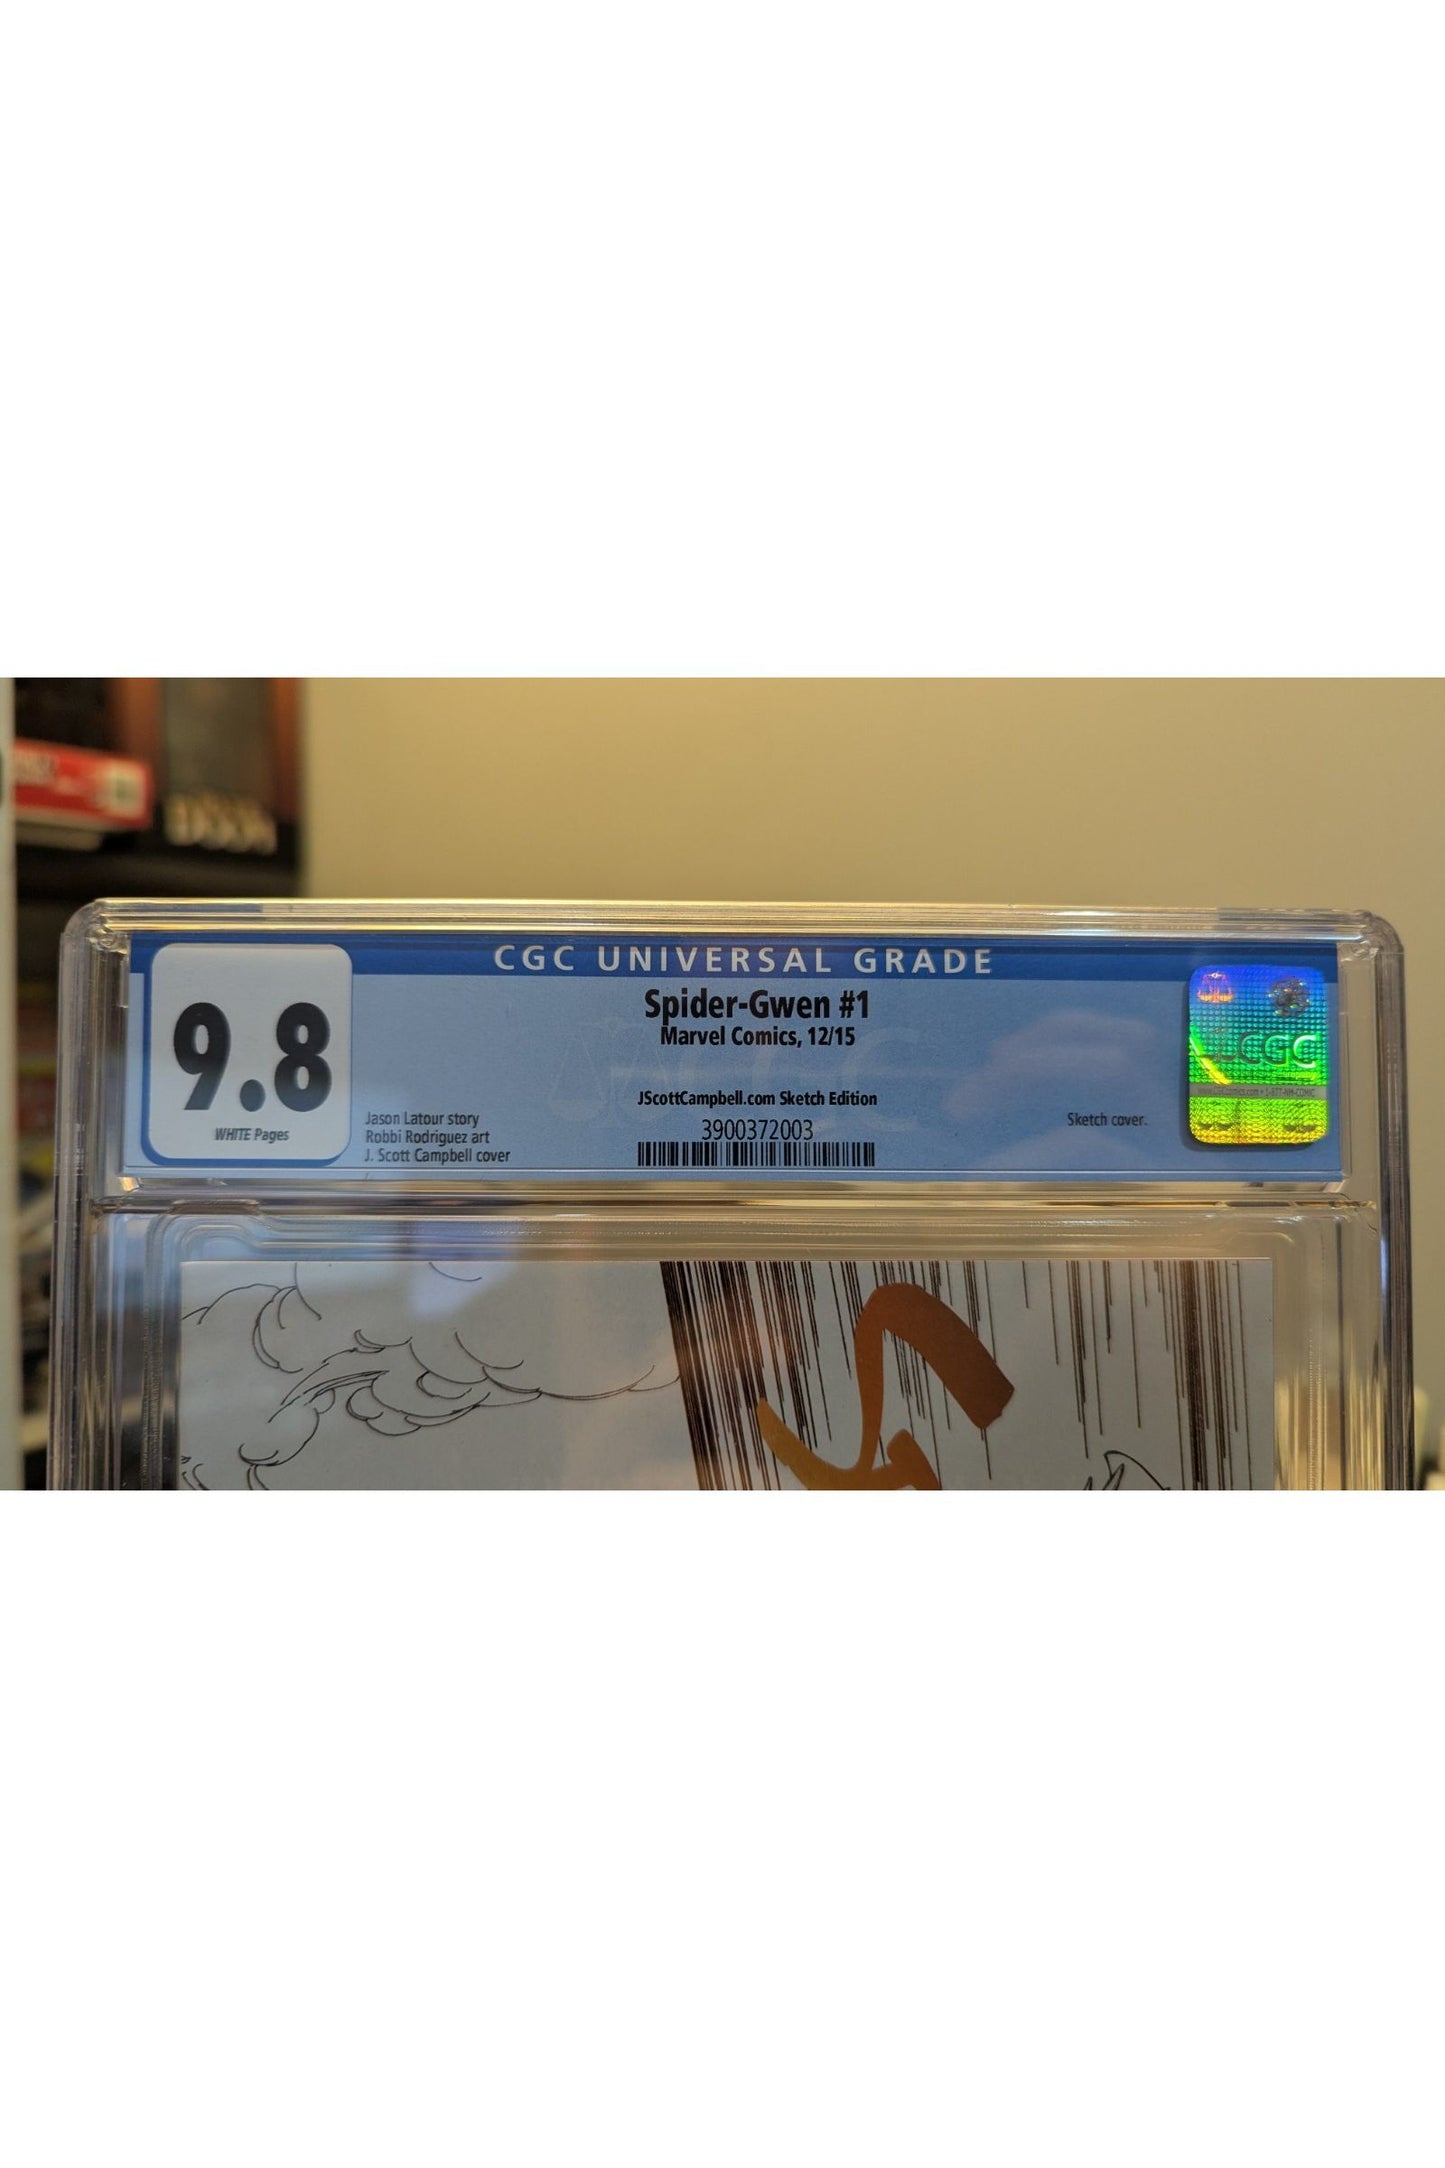 CGC UNIVERSAL GRADE
9.8
WHITE Pages
Spider-Gwen #1
Marvel Comics, 12/15
JScottCampbell.com Sketch Edition
3900372003
Jason Latour story
Robbi Rodriguez art
J. Scott Campbell cover
Sketch cover.
CGC